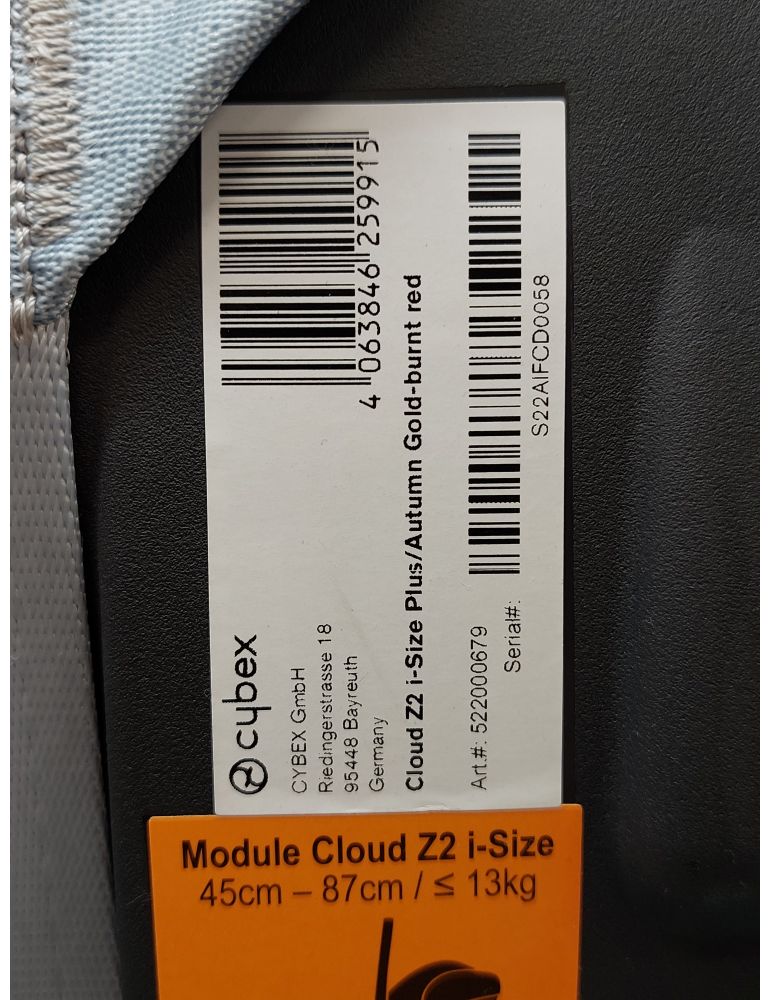 cybex
CYBEX GmbH
Riedingerstrasse 18
95448 Bayreuth
Germany
4 063846 259915
Cloud Z2 i-Size Plus/Autumn Gold-burnt red
Art.#: 522000679
Serial#:
S22AIFCD0058
Module Cloud Z2 i-Size
45cm – 87cm / ≤ 13kg